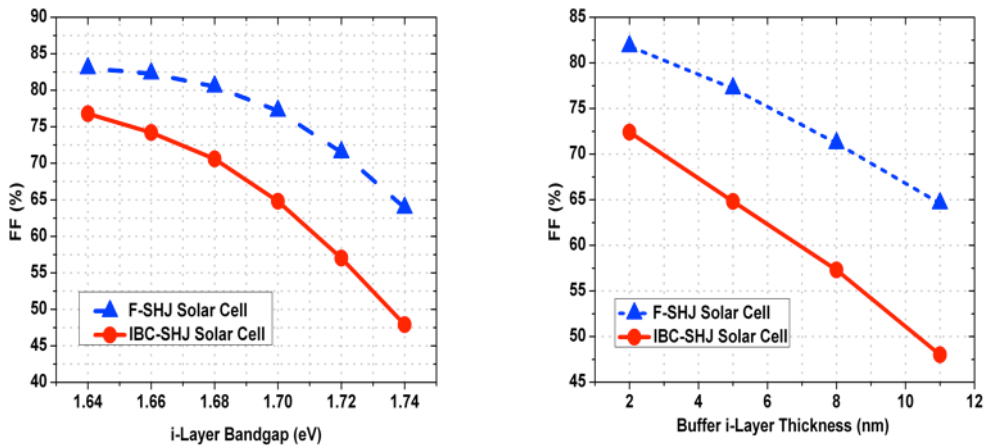 90
85
80
75
70
65
60
55
50
45
40
FF (%)
F-SHJ Solar Cell
IBC-SHJ Solar Cell
1.64 1.66 1.68 1.70 1.72 1.74
i-Layer Bandgap (eV)
85
80
75
70
65
60
55
50
45
FF (%)
F-SHJ Solar Cell
IBC-SHJ Solar Cell
2 4 6 8 10 12
Buffer i-Layer Thickness (nm)